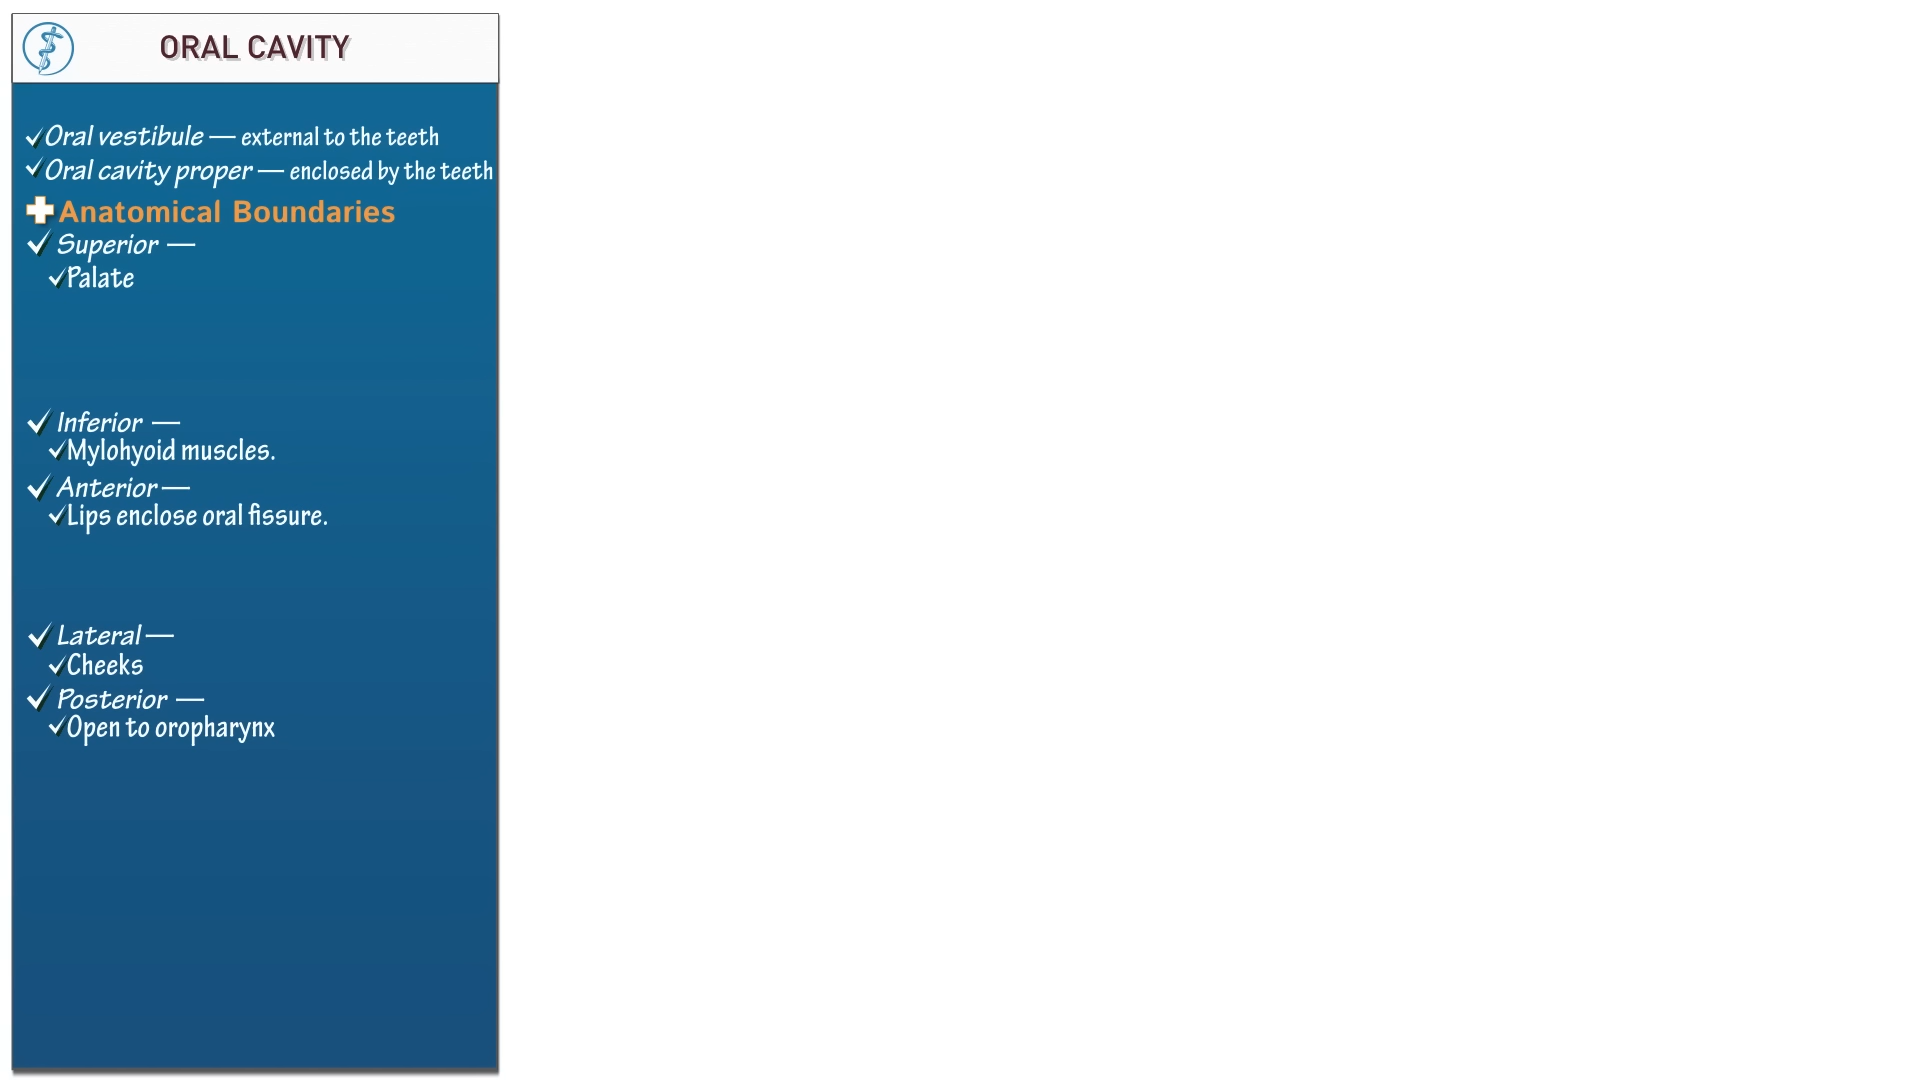 ORAL CAVITY
Oral vestibule — external to the teeth
Oral cavity proper — enclosed by the teeth
Anatomical Boundaries
Superior —
Palate
Inferior —
Mylohyoid muscles.
Anterior —
Lips enclose oral fissure.
Lateral —
Cheeks
Posterior —
Open to oropharynx